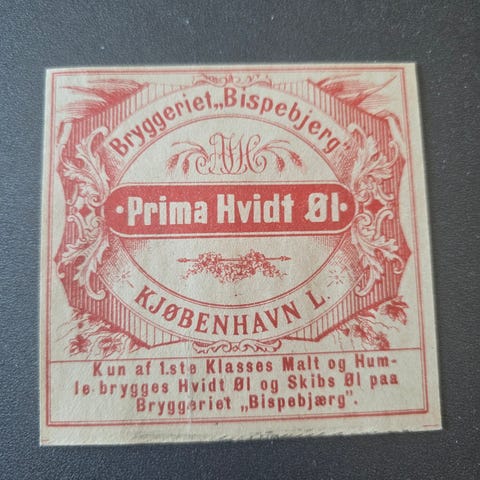 Bryggeriet „Bispebjerg”
Prima Hvidt Øl
KJØBENHAVN L.
Kun af 1.ste Klasses Malt og Hum-
le brygges Hvidt Øl og Skibs Øl paa
Bryggeriet „Bispebjærg”.